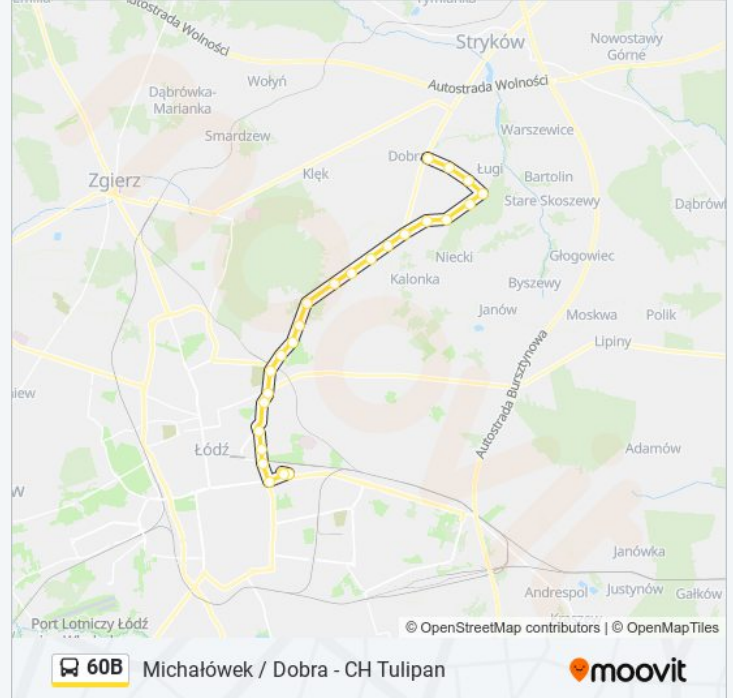 Tymianka
Autostrada Wolności
Stryków
Nowostawy
Górne
Wołyń
Autostrada Wolności
Dąbrówka-
Marianka
Smardzew
Warszewice
Dobra
Ługi
Klęk
Bartolin
Zgierz
Stare Skoszewy
Niecki
Głogowiec
Kalonka
Byszewy
Janów
Moskwa
Polik
Lipiny
Autostrada Bursztynowa
Łódź
Adamów
Janówka
Andrespol
Justynów
Gałków
Port Lotniczy Łódź
© OpenStreetMap contributors | © OpenMapTiles
60B
Michałówek / Dobra - CH Tulipan
moovit